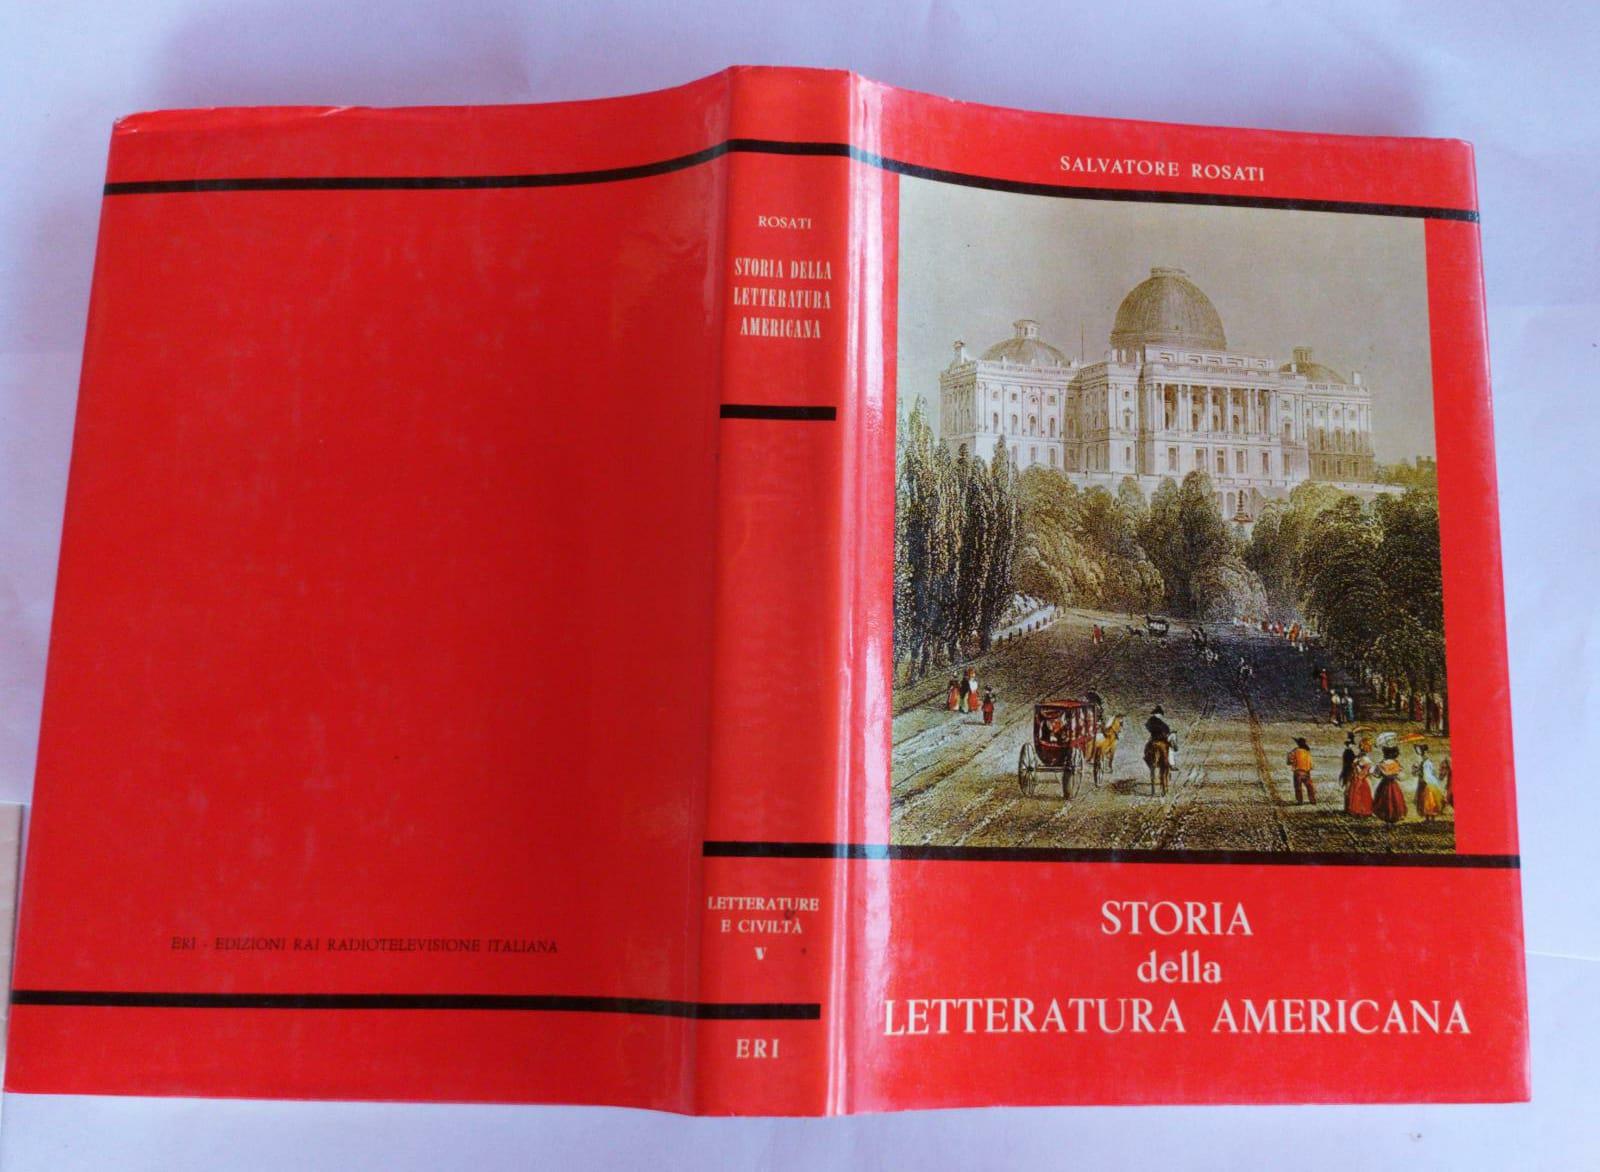 ERI - EDIZIONI RAI RADIOTELEVISIONE ITALIANA
ROSATI
STORIA DELLA
LETTERATURA
AMERICANA
LETTERATURE
E CIVILTÀ
V
ERI
SALVATORE ROSATI
STORIA
della
LETTERATURA AMERICANA